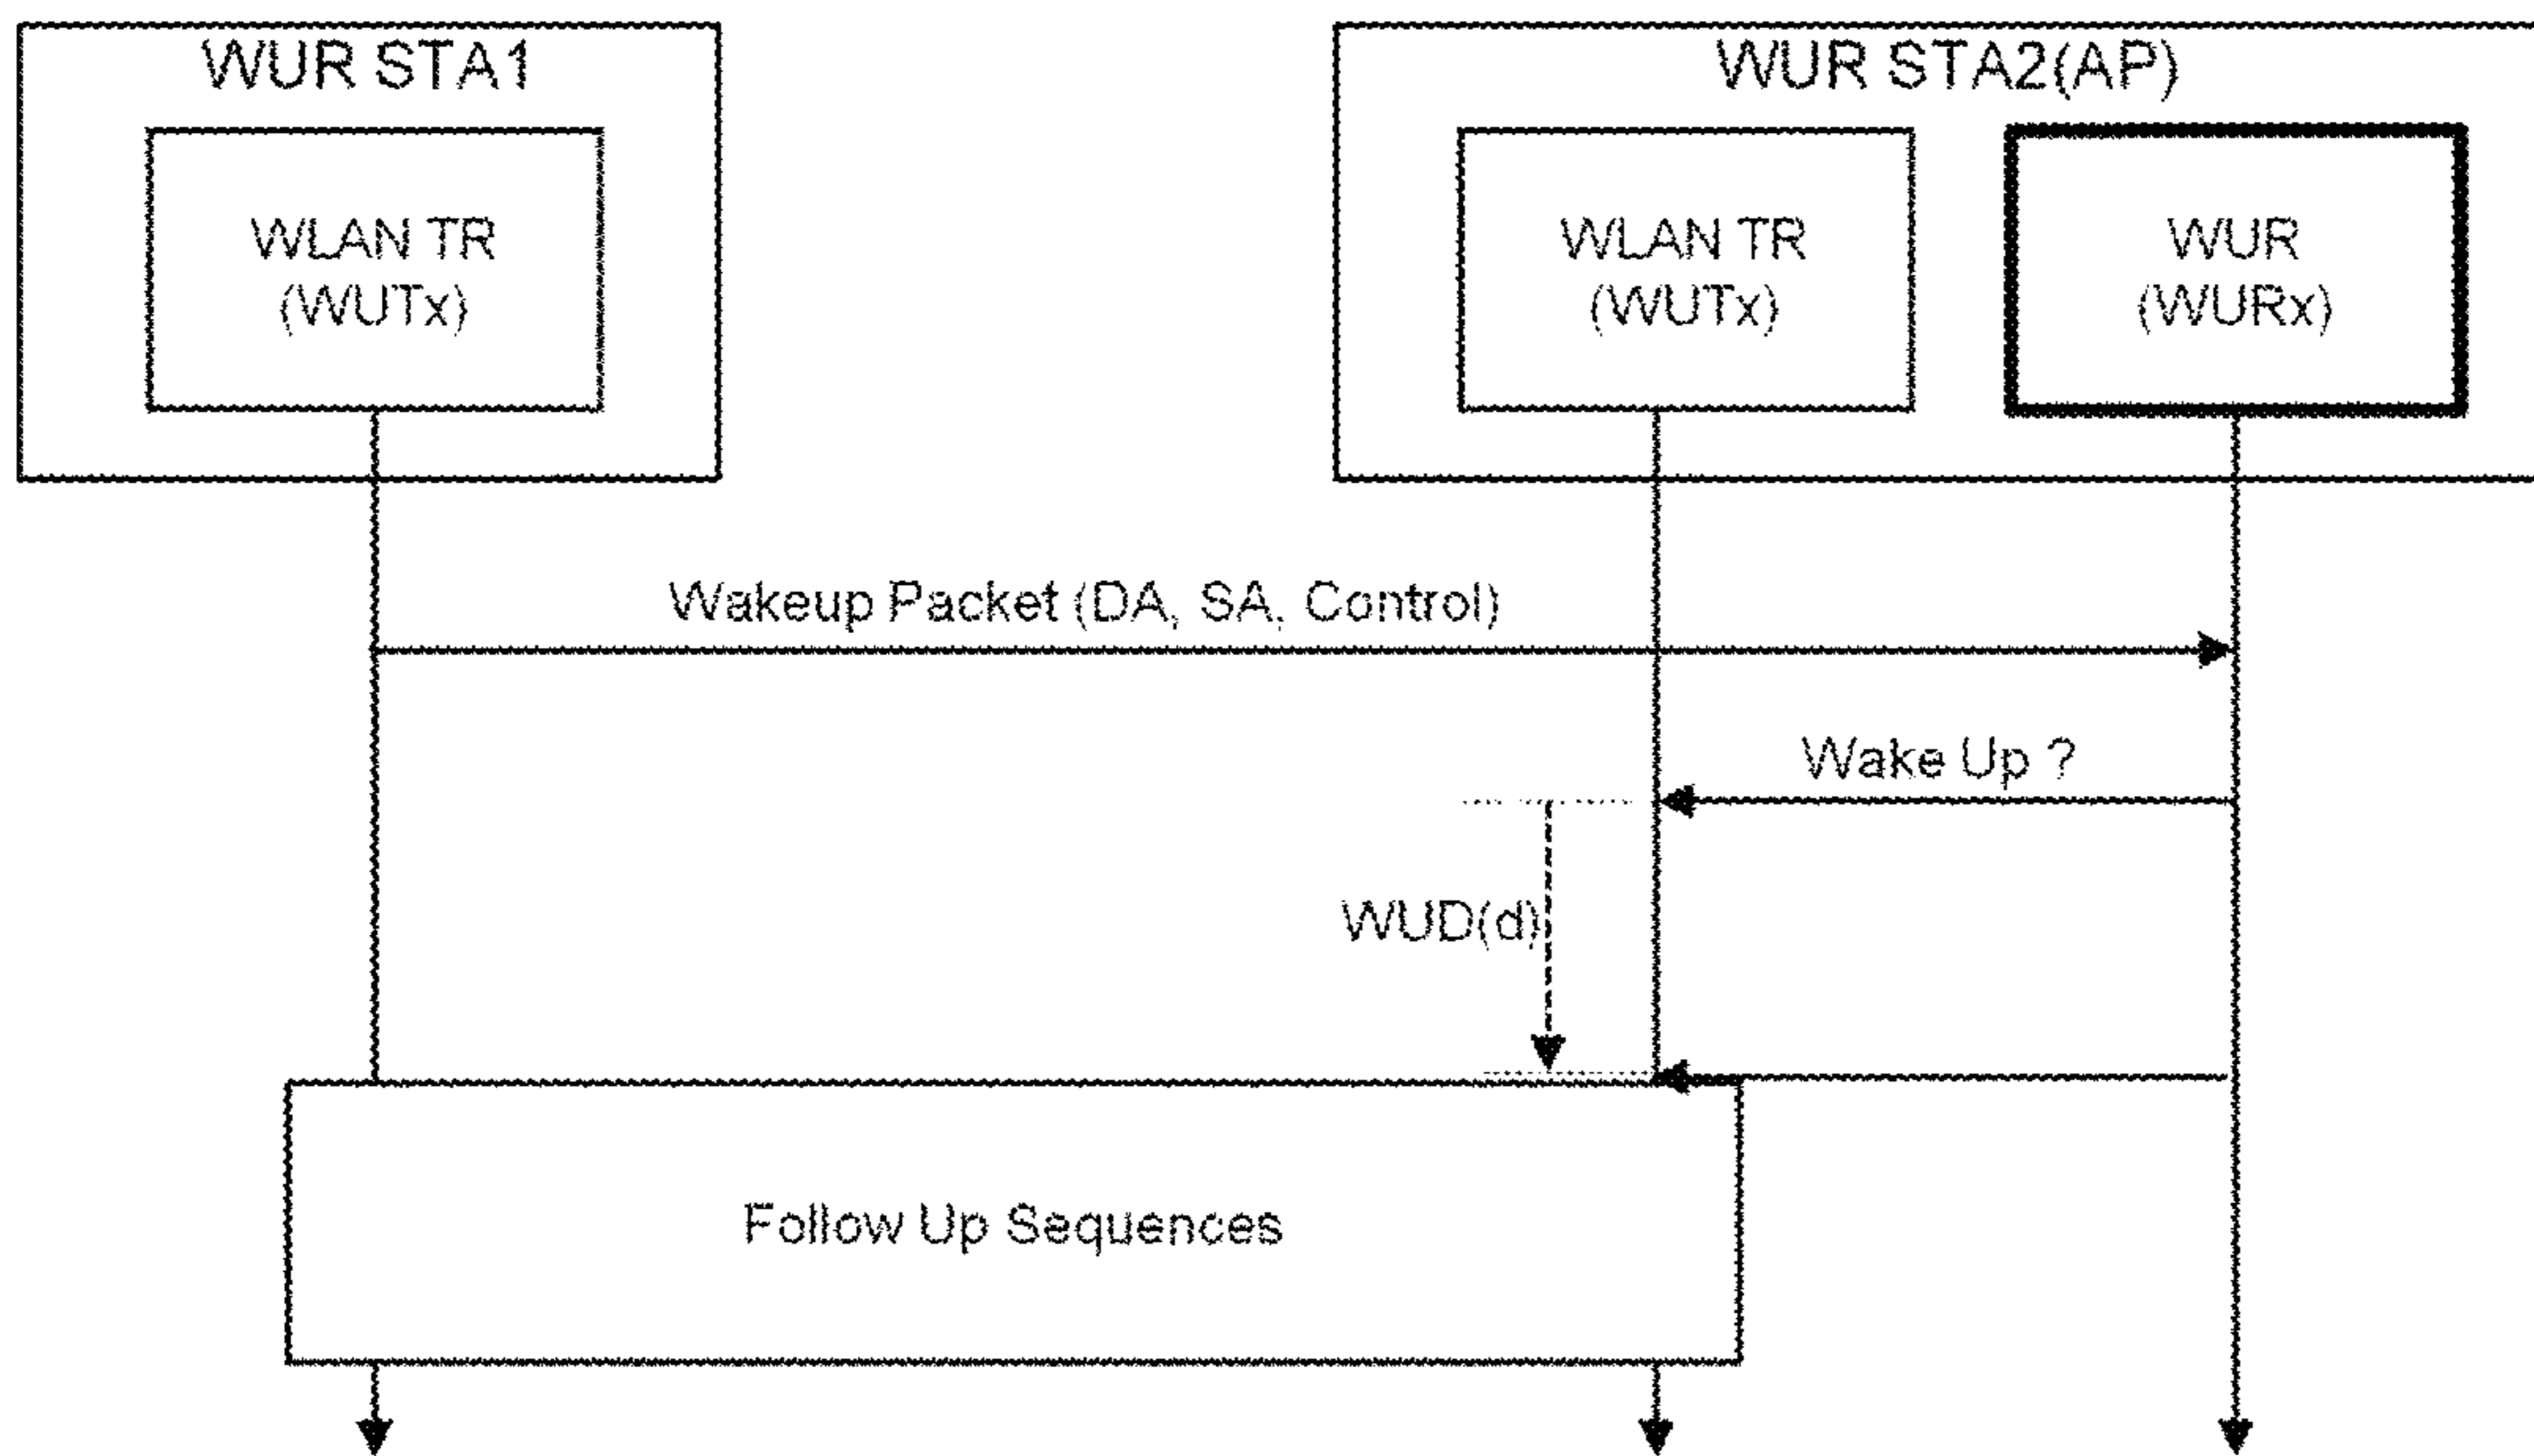 WUR STA1
WUR STA2(AP)
WLAN TR
(WUTx)
WLAN TR
(WUTx)
WUR
(WURx)
Wakeup Packet (DA, SA, Control)
Wake Up ?
WUD(d)
Follow Up Sequences